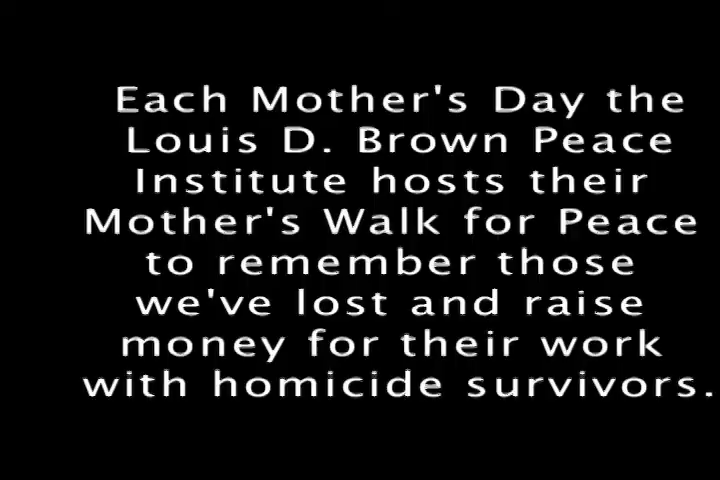 Each Mother's Day the
Louis D. Brown Peace
Institute hosts their
Mother's Walk for Peace
to remember those
we've lost and raise
money for their work
with homicide survivors.